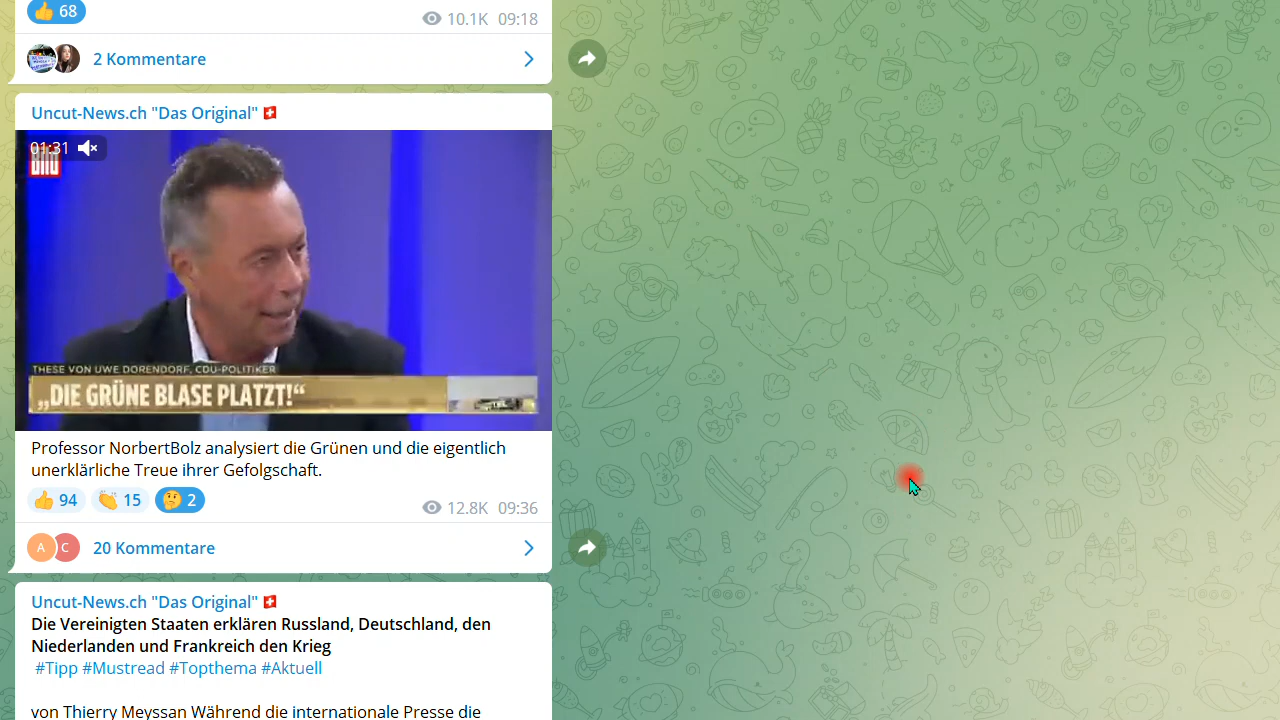 👍 68
10.1K 09:18
2 Kommentare
Uncut-News.ch "Das Original" 🇨🇭
01:31
BILD
THESE VON UWE DORENDORF, CDU-POLITIKER
„DIE GRÜNE BLASE PLATZT!“
Professor NorbertBolz analysiert die Grünen und die eigentlich
unerklärliche Treue ihrer Gefolgschaft.
👍 94 👏 15 🤔 2
12.8K 09:36
A C
20 Kommentare
Uncut-News.ch "Das Original" 🇨🇭
Die Vereinigten Staaten erklären Russland, Deutschland, den
Niederlanden und Frankreich den Krieg
#Tipp #Mustread #Topthema #Aktuell
von Thierry Meyssan Während die internationale Presse die